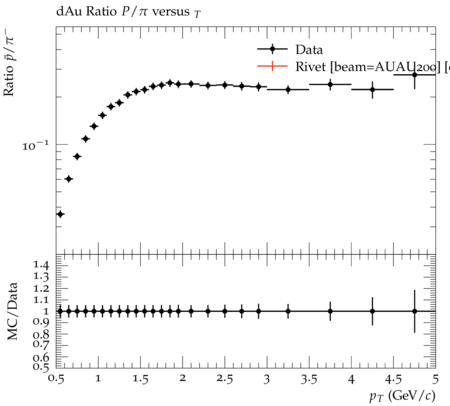 dAu Ratio P/π versus T
Ratio p̄/π⁻
Data
Rivet [beam=AUAU200] [
10⁻¹
MC/Data
1.4
1.3
1.2
1.1
1
0.9
0.8
0.7
0.6
0.5
0.5 1 1.5 2 2.5 3 3.5 4 4.5 5
p_T (GeV/c)